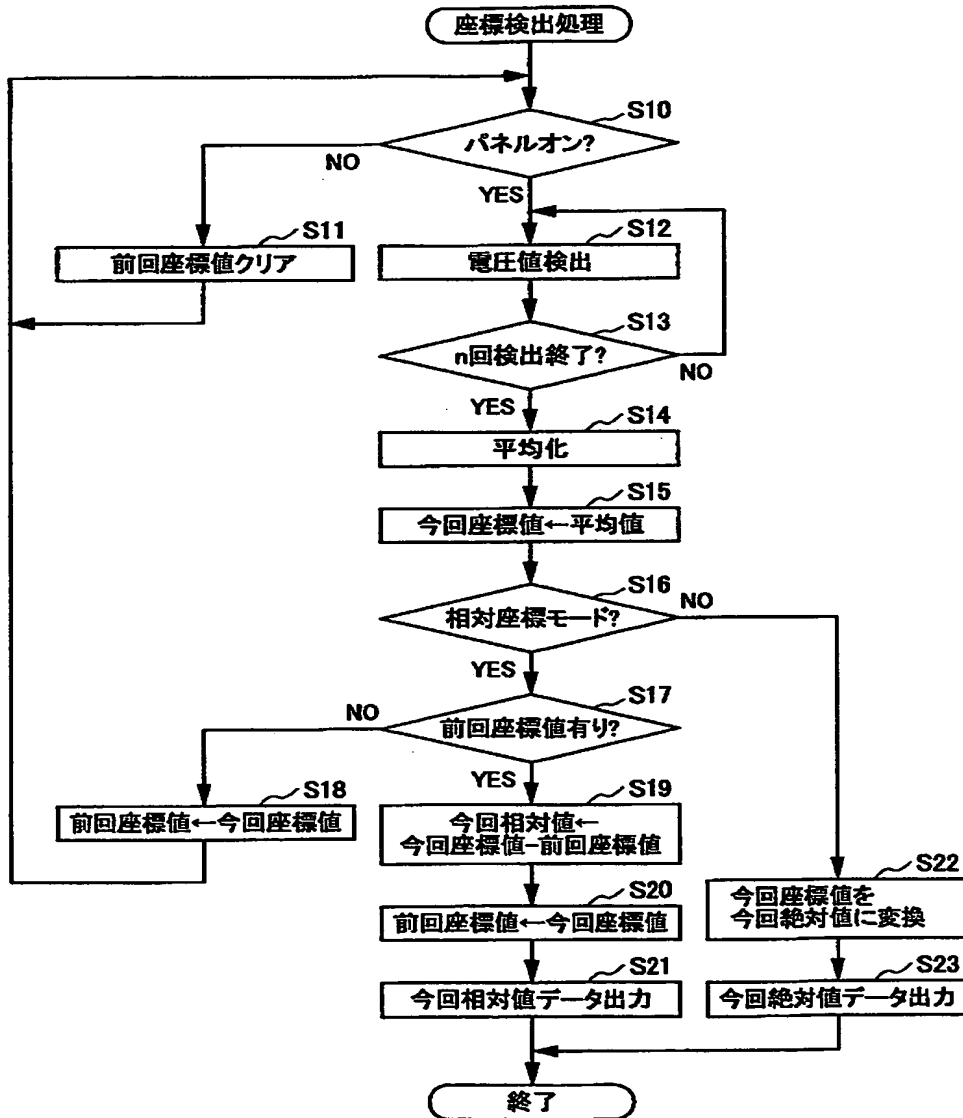 座標検出処理
S10
パネルオン?
NO
YES
S11
前回座標値クリア
S12
電圧値検出
S13
n回検出終了?
NO
YES
S14
平均化
S15
今回座標値←平均値
S16
相対座標モード?
NO
YES
S17
前回座標値有り?
NO
YES
S18
前回座標値←今回座標値
S19
今回相対値←
今回座標値-前回座標値
S20
前回座標値←今回座標値
S21
今回相対値データ出力
S22
今回座標値を
今回絶対値に変換
S23
今回絶対値データ出力
終了